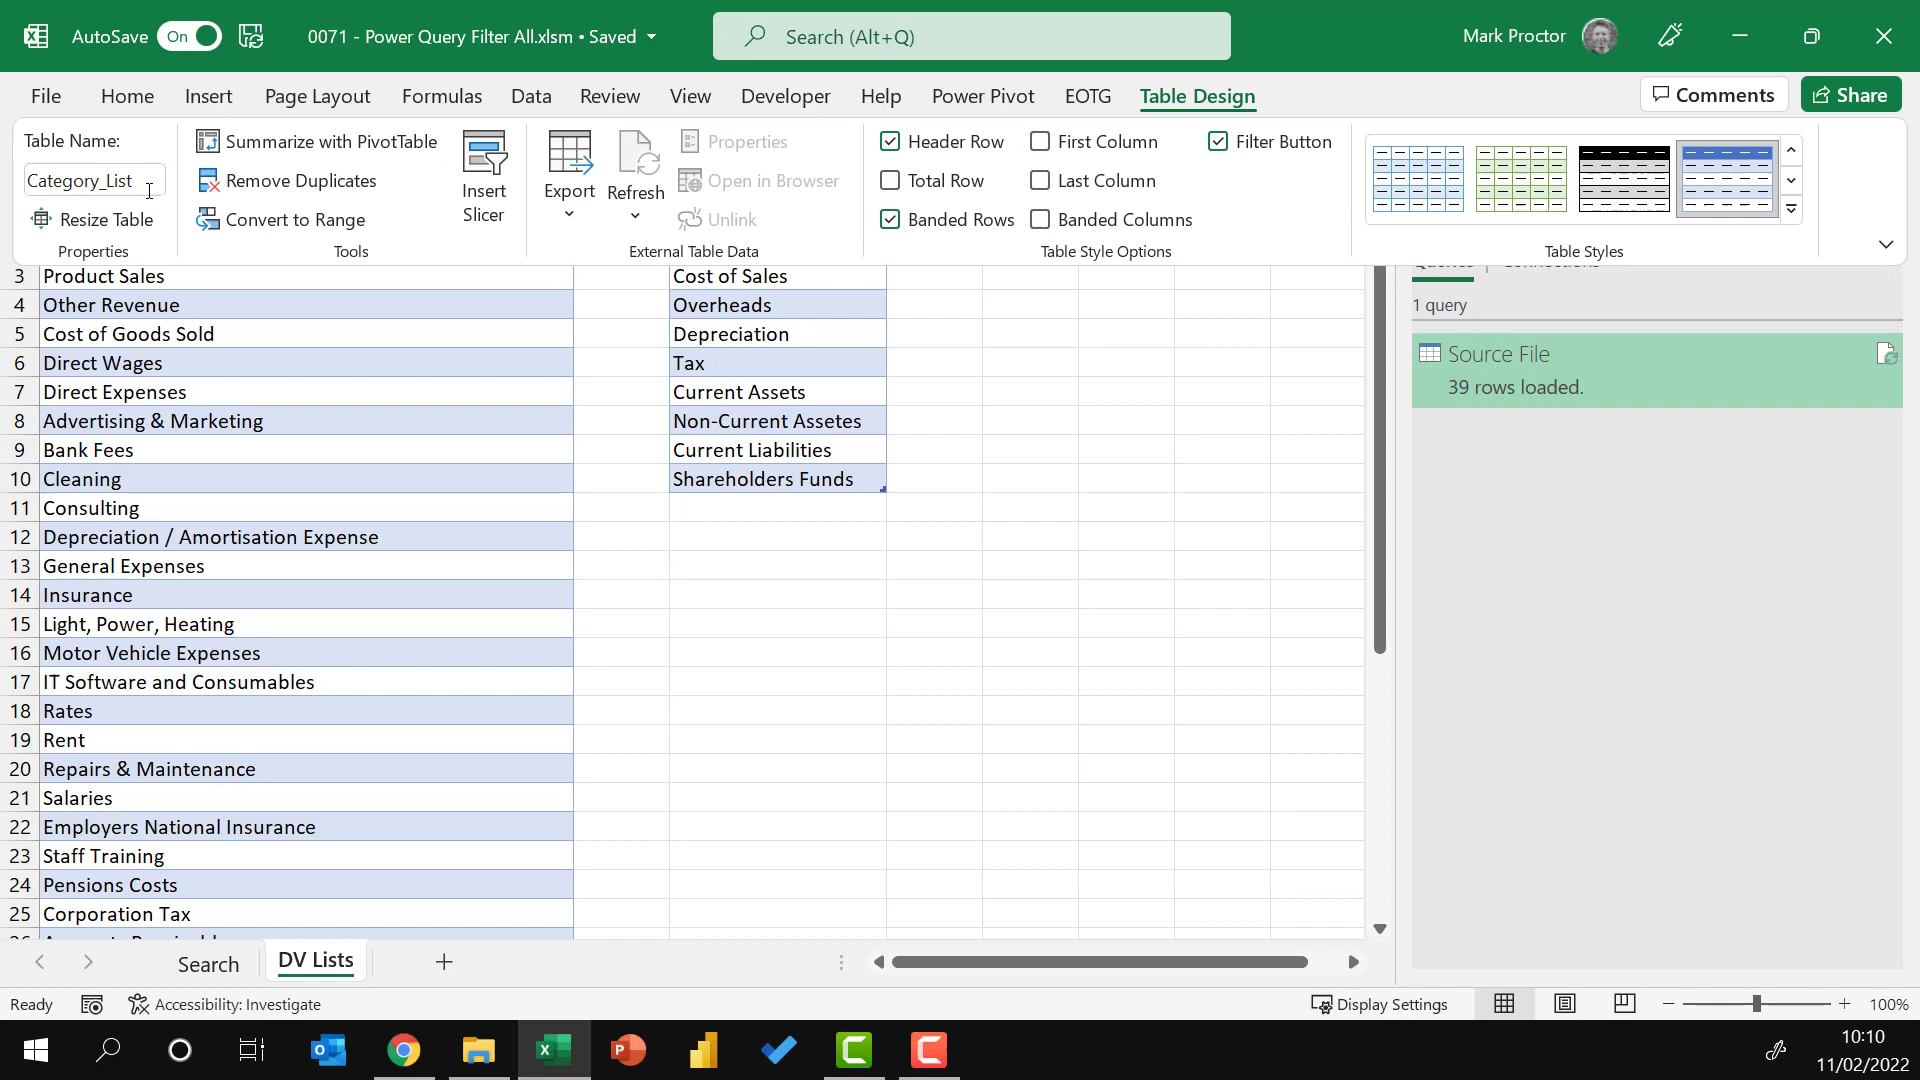 AutoSave On 0071 - Power Query Filter All.xlsm • Saved Search (Alt+Q) Mark Proctor
File Home Insert Page Layout Formulas Data Review View Developer Help Power Pivot EOTG Table Design Comments Share
Table Name:
Category_List
Resize Table
Properties
Summarize with PivotTable
Remove Duplicates
Convert to Range
Tools
Insert
Slicer
Export
Refresh
Properties
Open in Browser
Unlink
External Table Data
Header Row First Column Filter Button
Total Row Last Column
Banded Rows Banded Columns
Table Style Options
Table Styles
3 Product Sales Cost of Sales
4 Other Revenue Overheads
5 Cost of Goods Sold Depreciation
6 Direct Wages Tax
7 Direct Expenses Current Assets
8 Advertising & Marketing Non-Current Assetes
9 Bank Fees Current Liabilities
10 Cleaning Shareholders Funds
11 Consulting
12 Depreciation / Amortisation Expense
13 General Expenses
14 Insurance
15 Light, Power, Heating
16 Motor Vehicle Expenses
17 IT Software and Consumables
18 Rates
19 Rent
20 Repairs & Maintenance
21 Salaries
22 Employers National Insurance
23 Staff Training
24 Pensions Costs
25 Corporation Tax
1 query
Source File
39 rows loaded.
Search DV Lists
Ready Accessibility: Investigate Display Settings 100%
10:10
11/02/2022